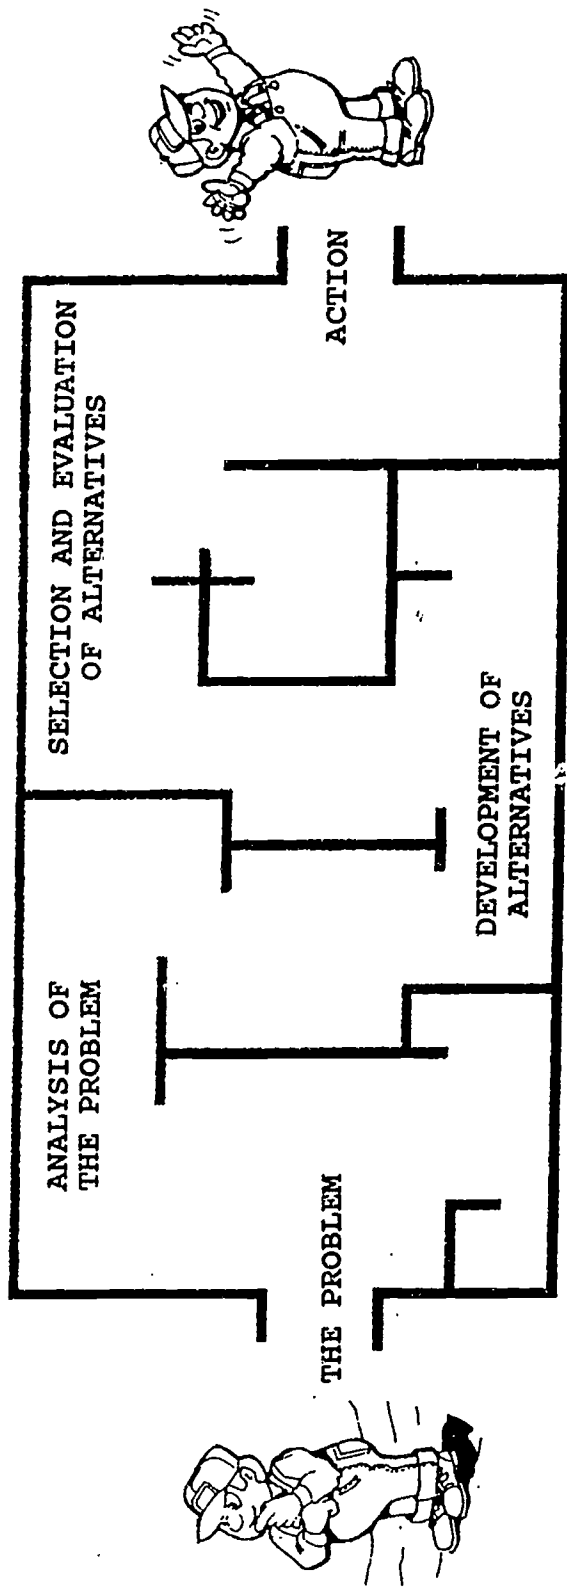 THE PROBLEM
ANALYSIS OF
THE PROBLEM
DEVELOPMENT OF
ALTERNATIVES
SELECTION AND EVALUATION
OF ALTERNATIVES
ACTION